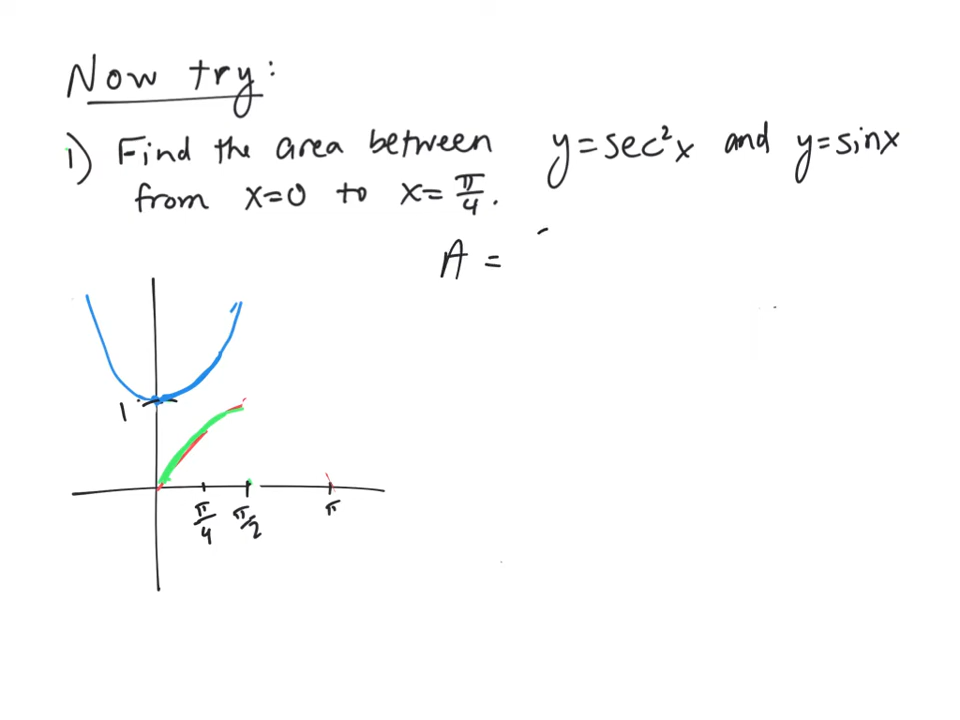 Now try:
1) Find the area between y=sec²x and y=sinx
from x=0 to x=π/4.
A =
1
π/4 π/2 π